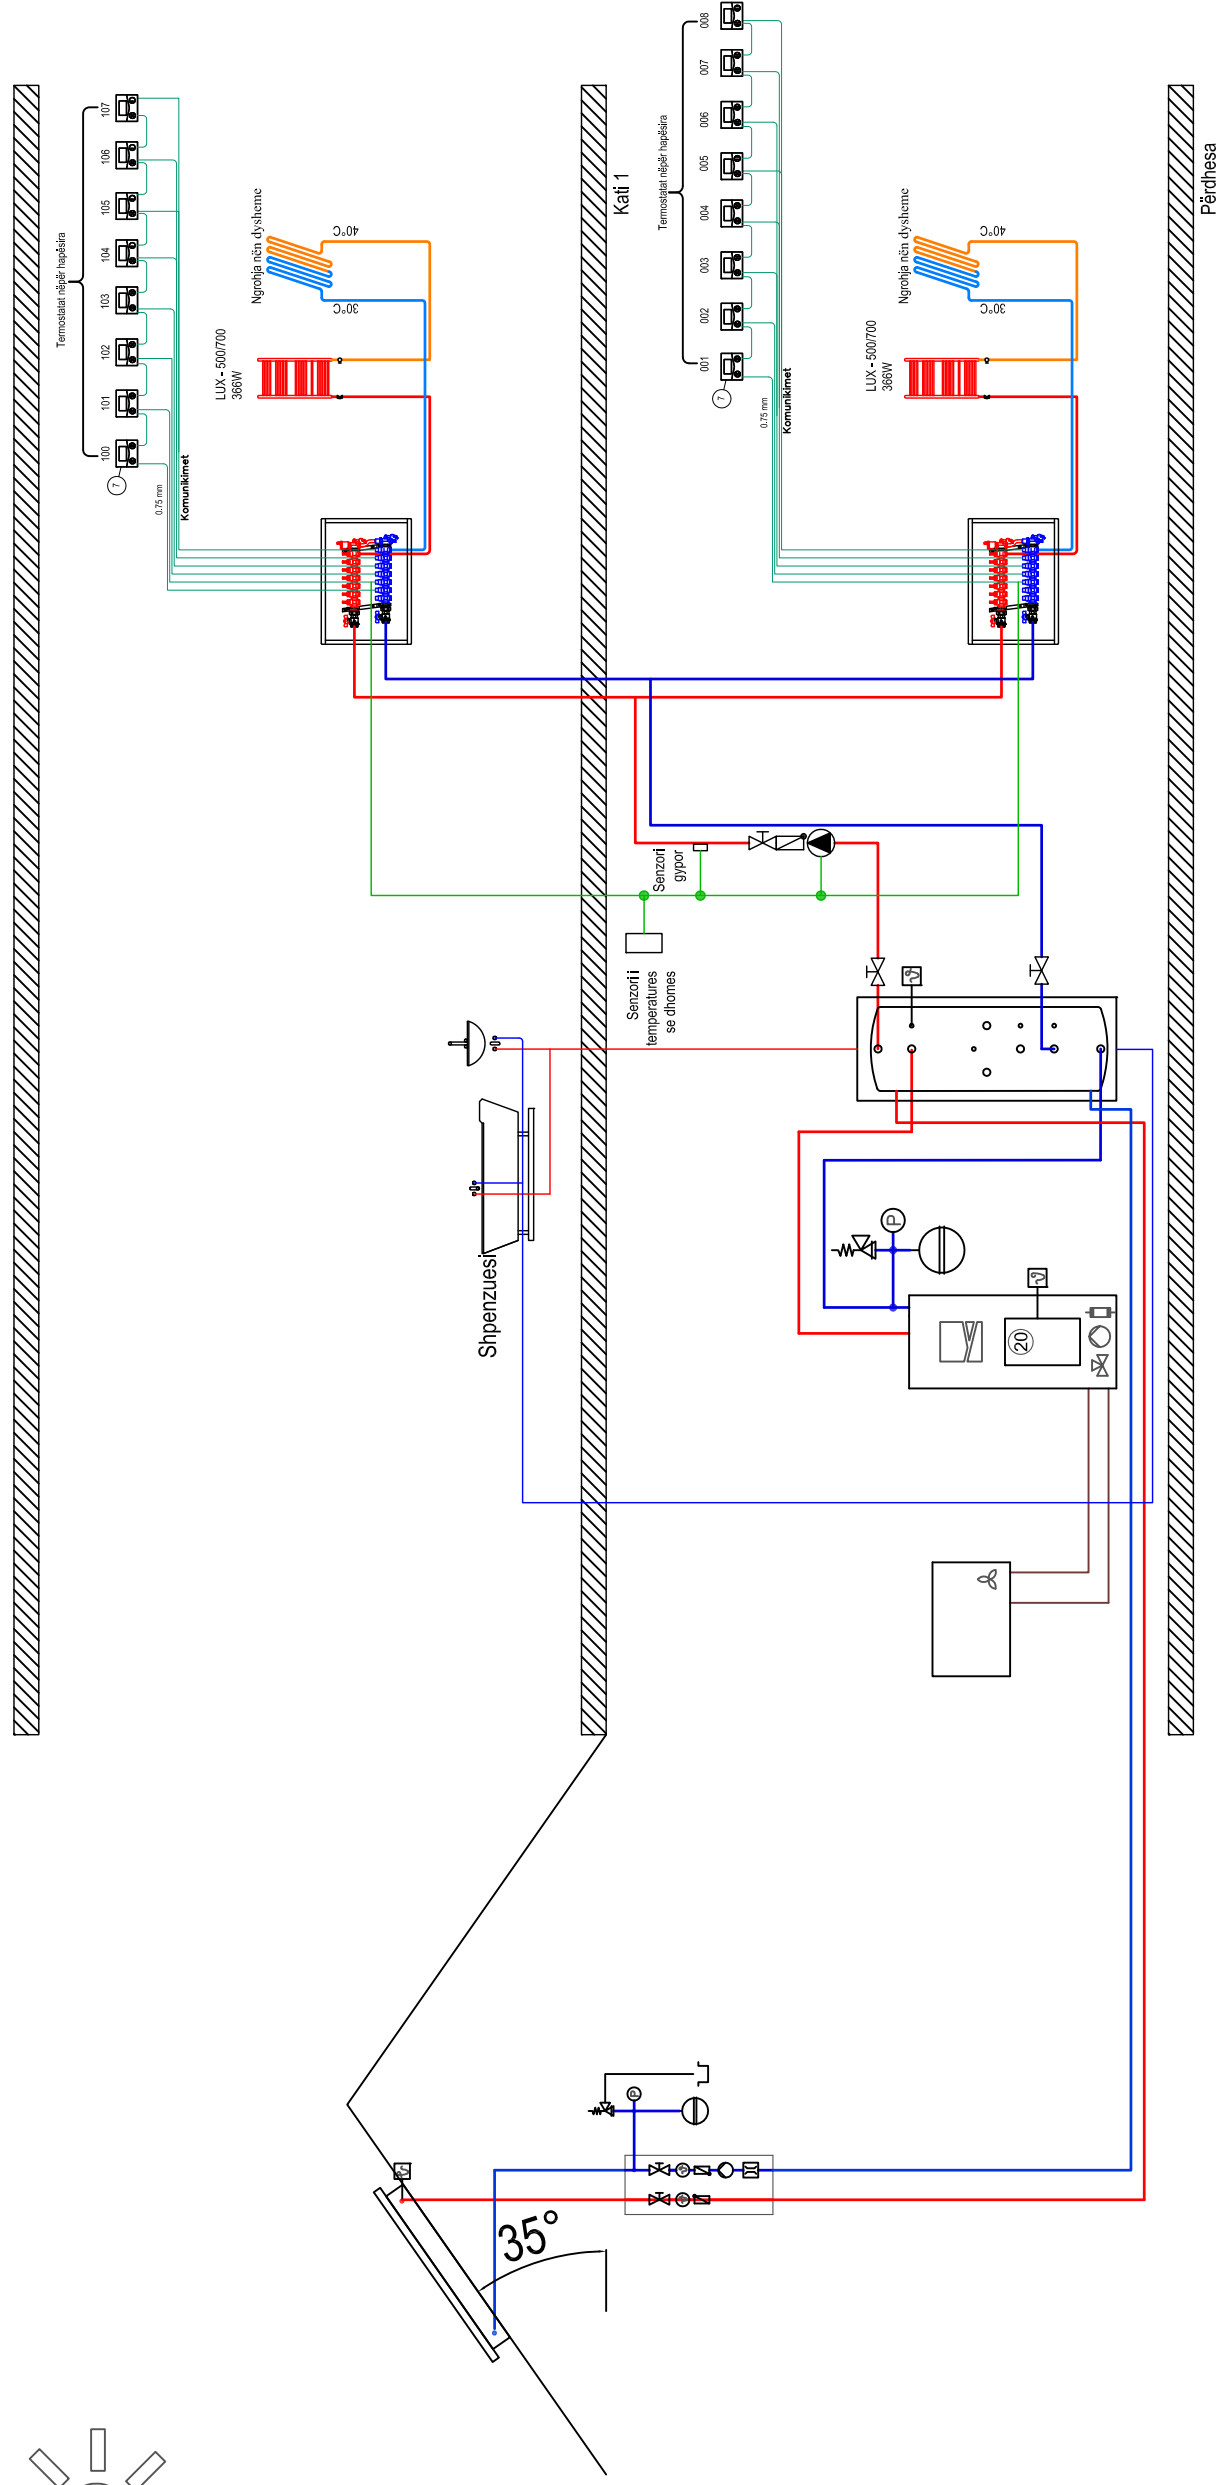 008
007
006
005
004
003
002
001
Termostatat nëpër hapësira
7
0.75 mm
Komunikimet
107
106
105
104
103
102
101
100
Termostatat nëpër hapësira
7
0.75 mm
Komunikimet
Ngrohja nën dysheme
40°C
30°C
LUX - 500/700
366W
Kati 1
Ngrohja nën dysheme
40°C
30°C
LUX - 500/700
366W
Përdhesa
Senzori
gypor
Senzori i
temperatures
se dhomes
Shpenzuesi
P
20
P
35°